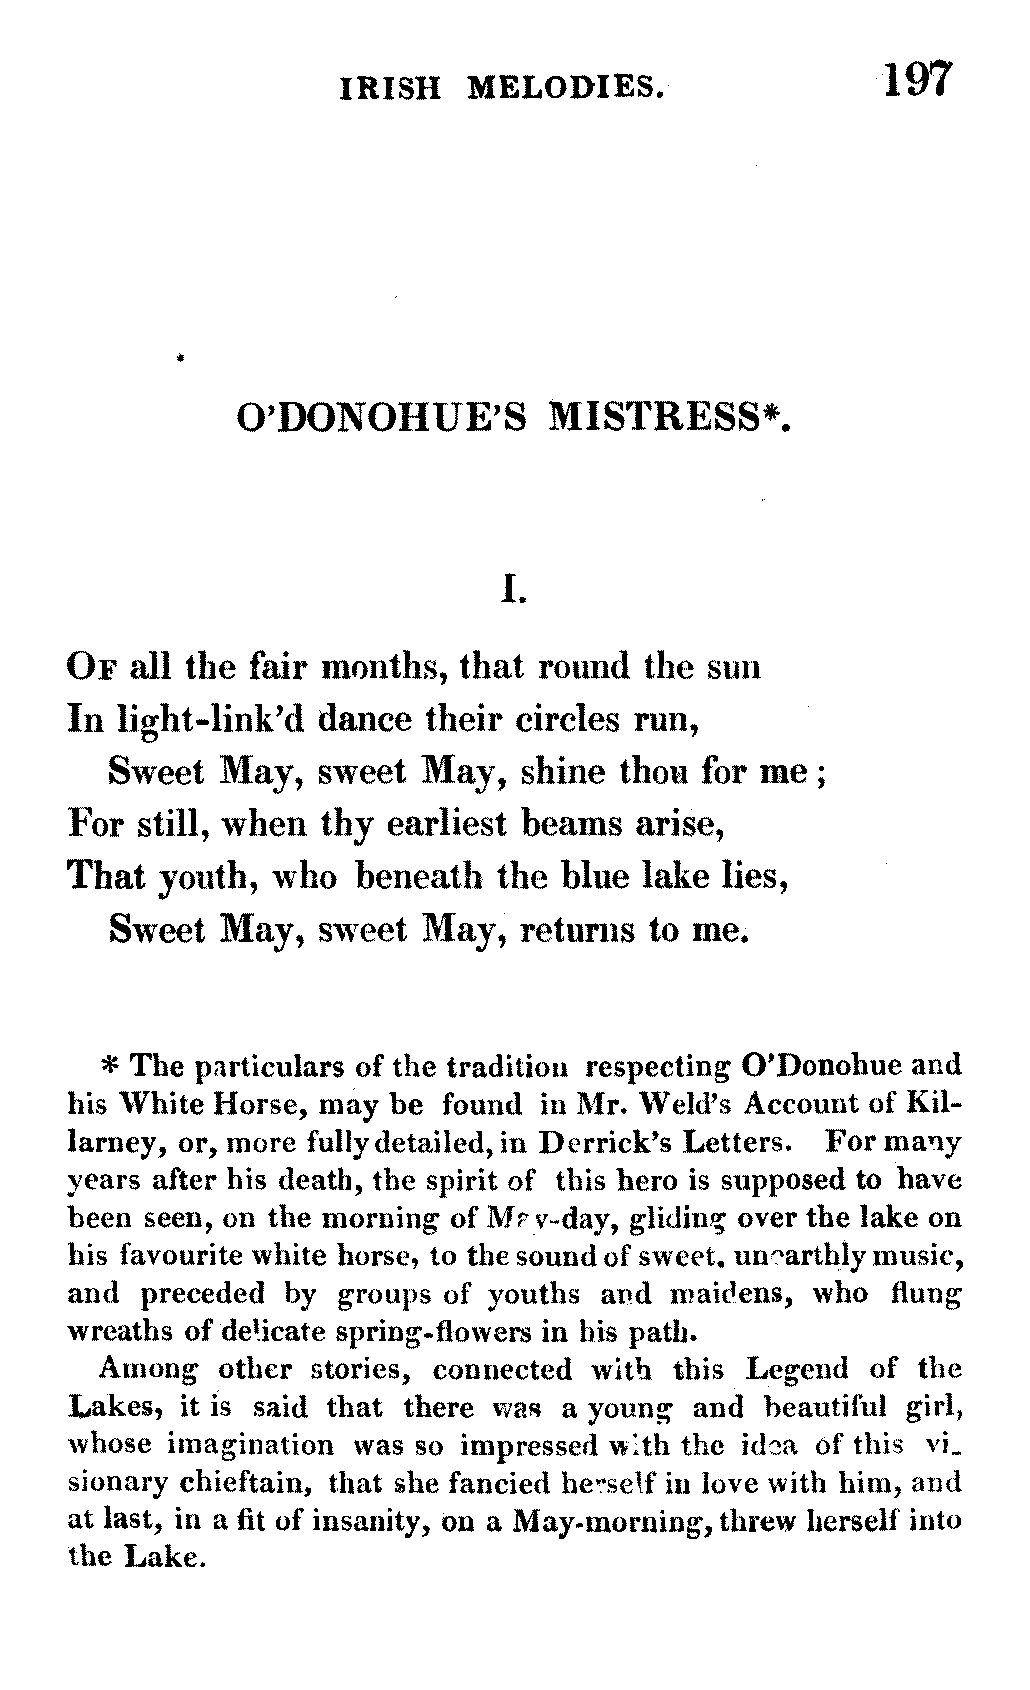 IRISH MELODIES. 197
O'DONOHUE'S MISTRESS*.
I.
OF all the fair months, that round the sun
In light-link'd dance their circles run,
Sweet May, sweet May, shine thou for me;
For still, when thy earliest beams arise,
That youth, who beneath the blue lake lies,
Sweet May, sweet May, returns to me.
* The particulars of the tradition respecting O'Donohue and
his White Horse, may be found in Mr. Weld's Account of Kil-
larney, or, more fully detailed, in Derrick's Letters. For many
years after his death, the spirit of this hero is supposed to have
been seen, on the morning of May-day, gliding over the lake on
his favourite white horse, to the sound of sweet, unearthly music,
and preceded by groups of youths and maidens, who flung
wreaths of delicate spring-flowers in his path.
Among other stories, connected with this Legend of the
Lakes, it is said that there was a young and beautiful girl,
whose imagination was so impressed with the idea of this vi-
sionary chieftain, that she fancied herself in love with him, and
at last, in a fit of insanity, on a May-morning, threw herself into
the Lake.